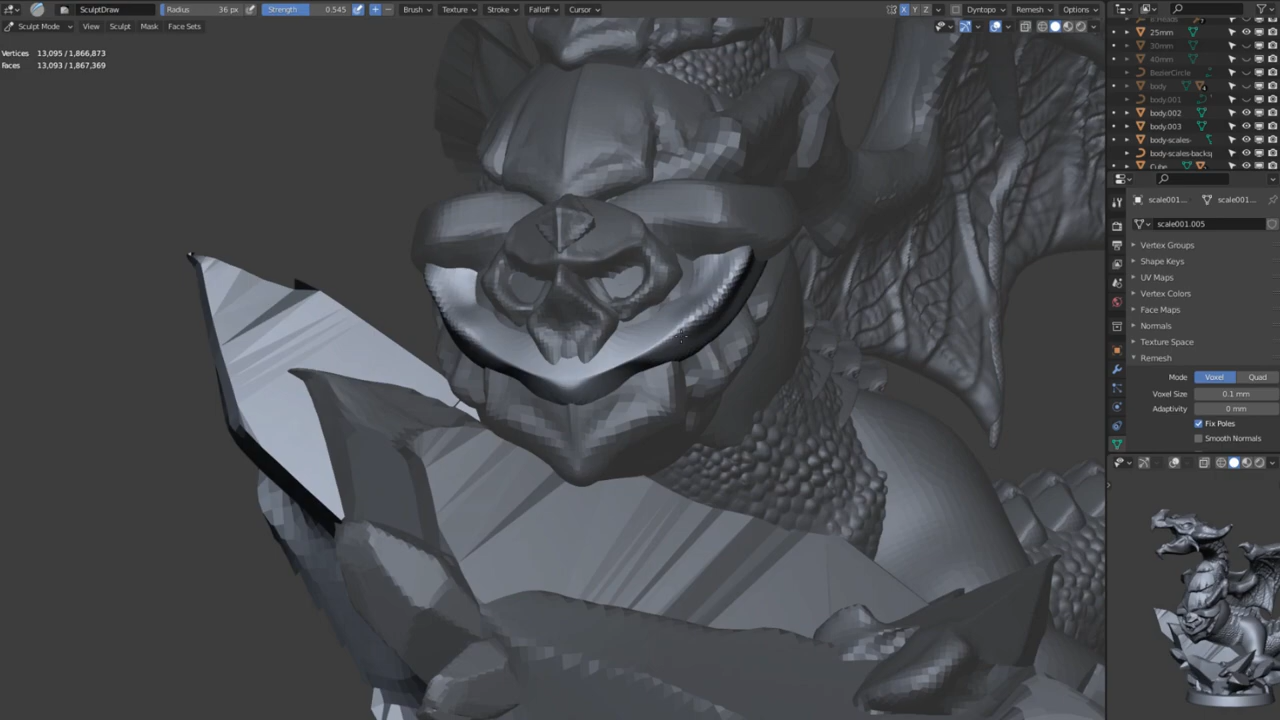 SculptDraw Radius 36 px Strength 0.545 Brush Texture Stroke Falloff Cursor X Y Z Dyntopo Remesh Options
Sculpt Mode View Sculpt Mask Face Sets
Vertices 13,095 / 1,866,873
Faces 13,093 / 1,867,369
25mm
30mm
40mm
BezierCircle
body
body.001
body.002
body.003
body-scales-
body-scales-backsp
Cube
scale001... scale001...
scale001.005
Vertex Groups
Shape Keys
UV Maps
Vertex Colors
Face Maps
Normals
Texture Space
Remesh
Mode Voxel Quad
Voxel Size 0.1 mm
Adaptivity 0 mm
Fix Poles
Smooth Normals